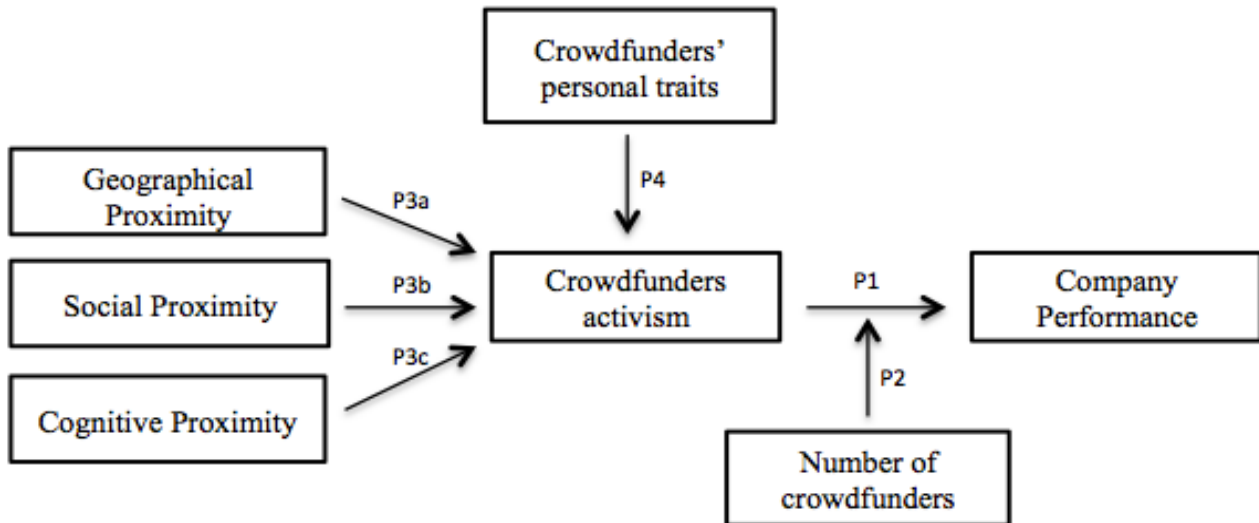 Crowdfunders’
personal traits
P4
Geographical
Proximity
P3a
Social Proximity
P3b
Cognitive Proximity
P3c
Crowdfunders
activism
P1
Company
Performance
P2
Number of
crowdfunders